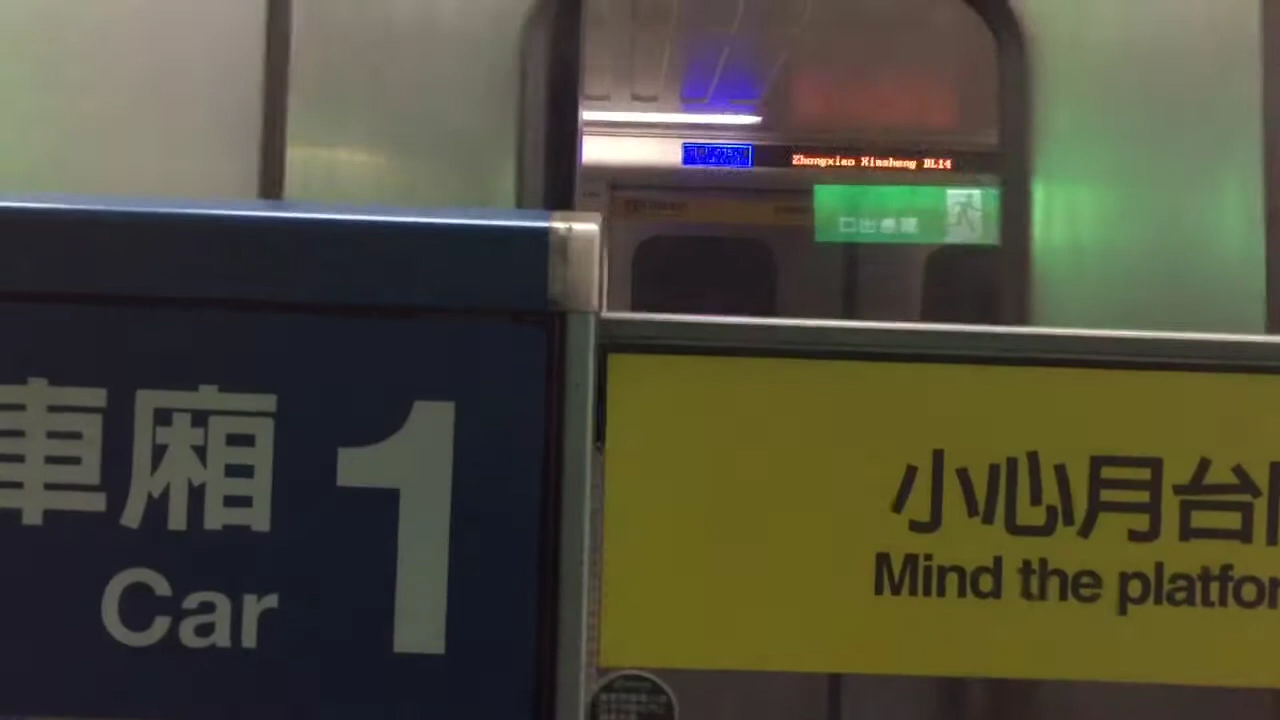 Zhongxiao Xinsheng BL14
車廂
Car
1
小心月台
Mind the platfor